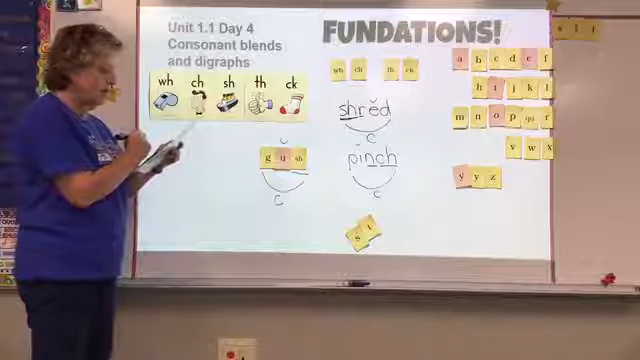 Unit 1.1 Day 4
Consonant blends
and digraphs
FUNDATIONS!
wh ch sh th ck
wh ch th ck
shrĕd
C
pinch
C
g u sh
C
s t
a b c d e f
h i j k l
m n o p qu r
v w x
y y z
s l t